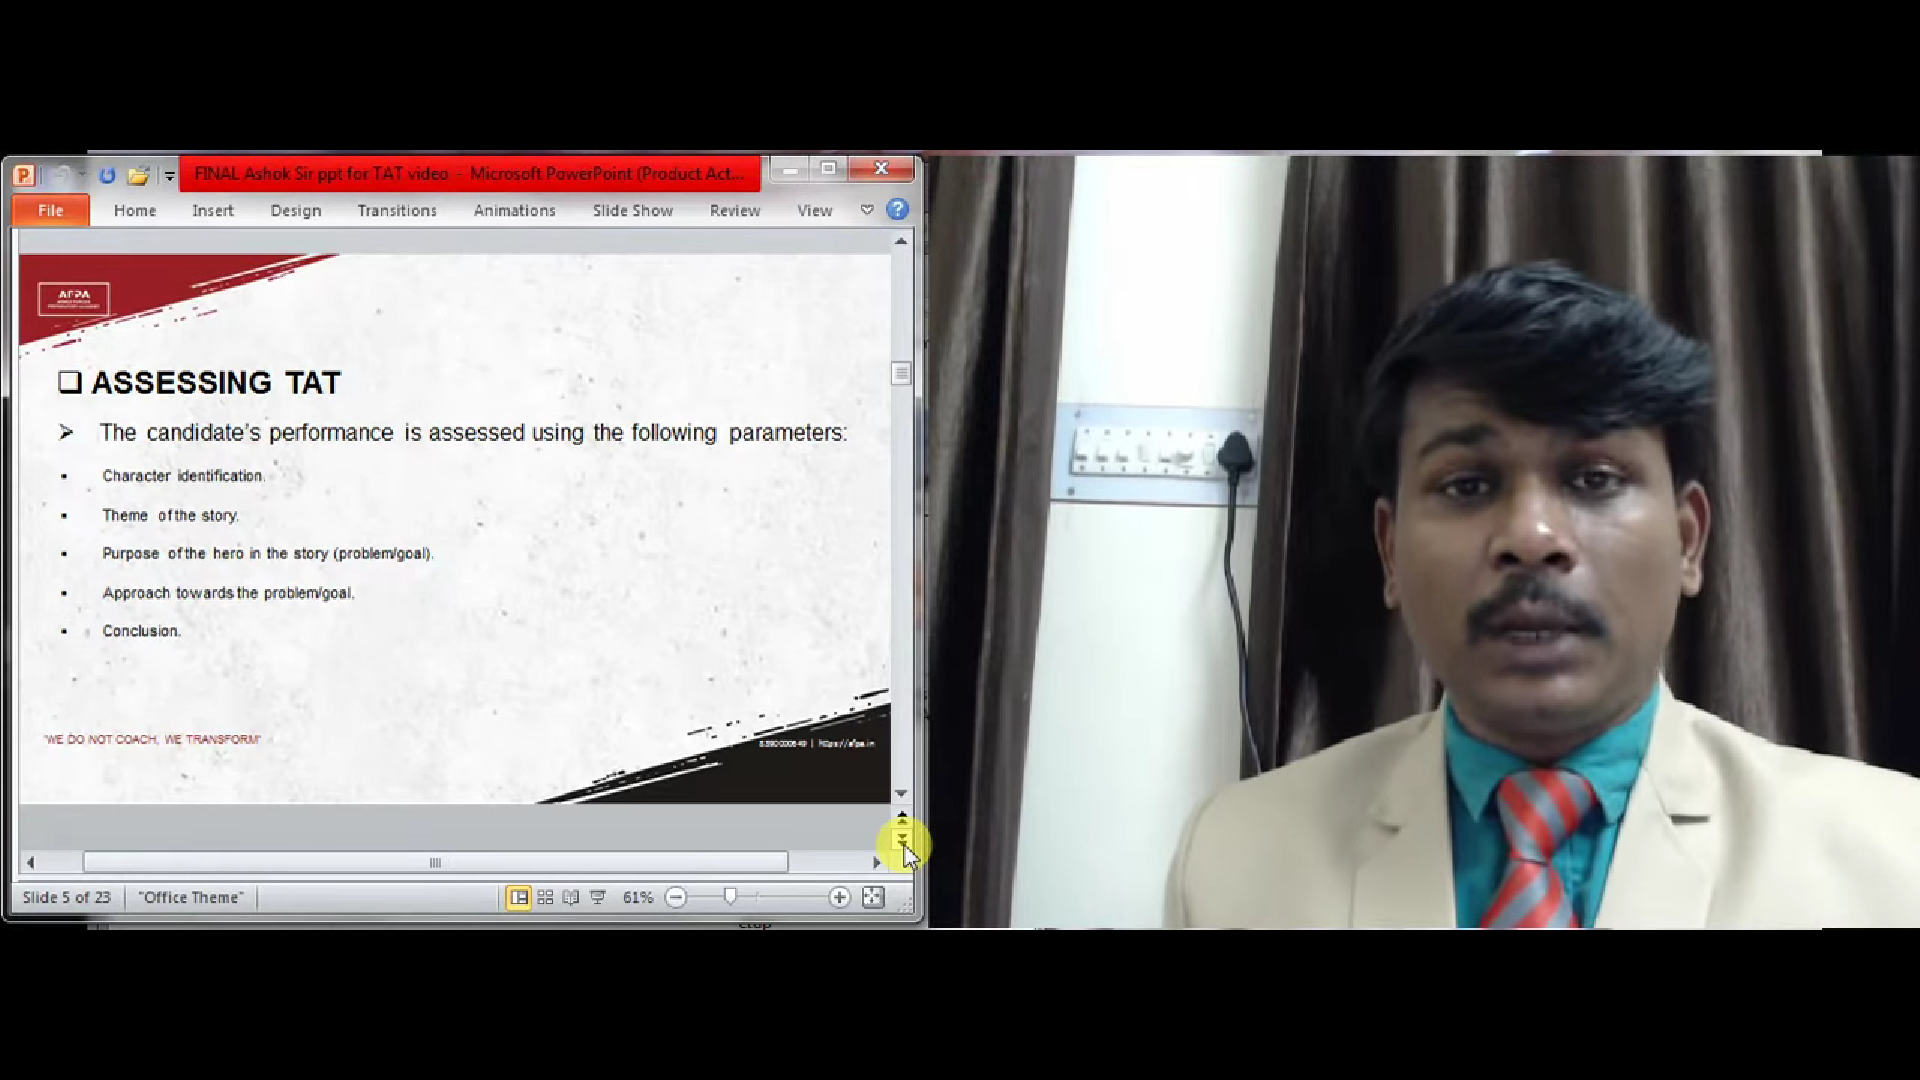 FINAL Ashok Sir ppt for TAT video - Microsoft PowerPoint (Product Act...
File Home Insert Design Transitions Animations Slide Show Review View
AFPA
ASSESSING TAT
The candidate's performance is assessed using the following parameters:
Character identification.
Theme of the story.
Purpose of the hero in the story (problem/goal).
Approach towards the problem/goal.
Conclusion.
"WE DO NOT COACH, WE TRANSFORM"
https://afpa.in
Slide 5 of 23 "Office Theme" 61%